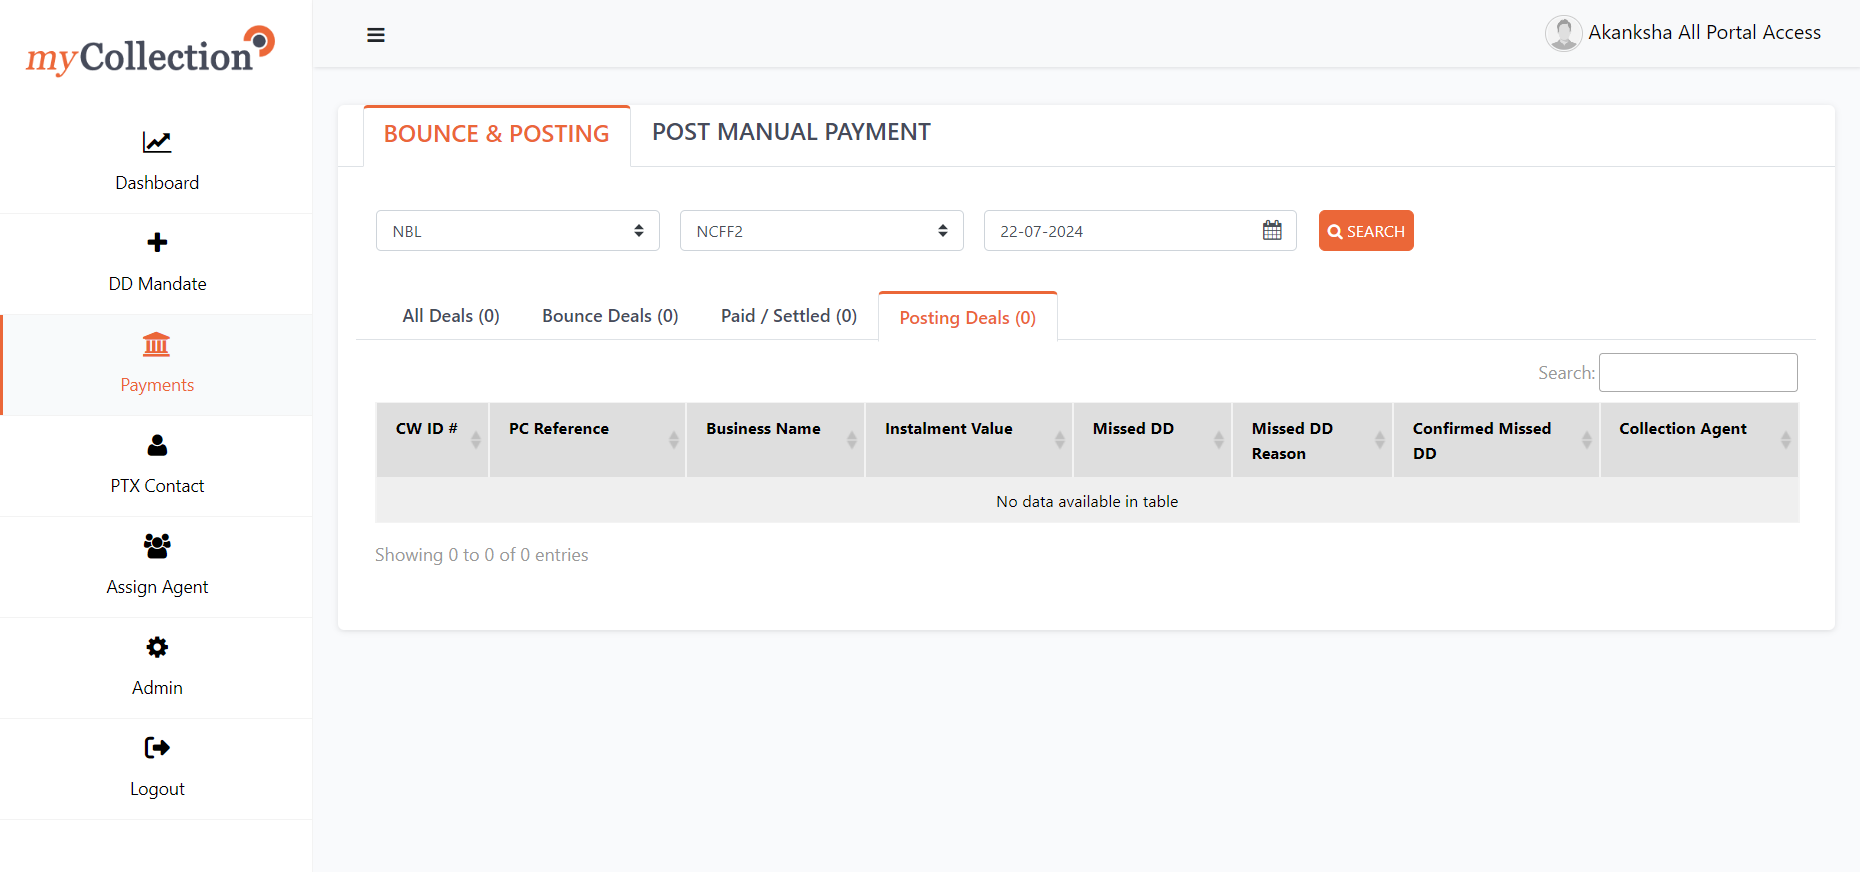 myCollection
Akanksha All Portal Access
Dashboard
DD Mandate
Payments
PTX Contact
Assign Agent
Admin
Logout
BOUNCE & POSTING
POST MANUAL PAYMENT
NBL
NCFF2
22-07-2024
SEARCH
All Deals (0)
Bounce Deals (0)
Paid / Settled (0)
Posting Deals (0)
Search:
CW ID #
PC Reference
Business Name
Instalment Value
Missed DD
Missed DD
Reason
Confirmed Missed
DD
Collection Agent
No data available in table
Showing 0 to 0 of 0 entries